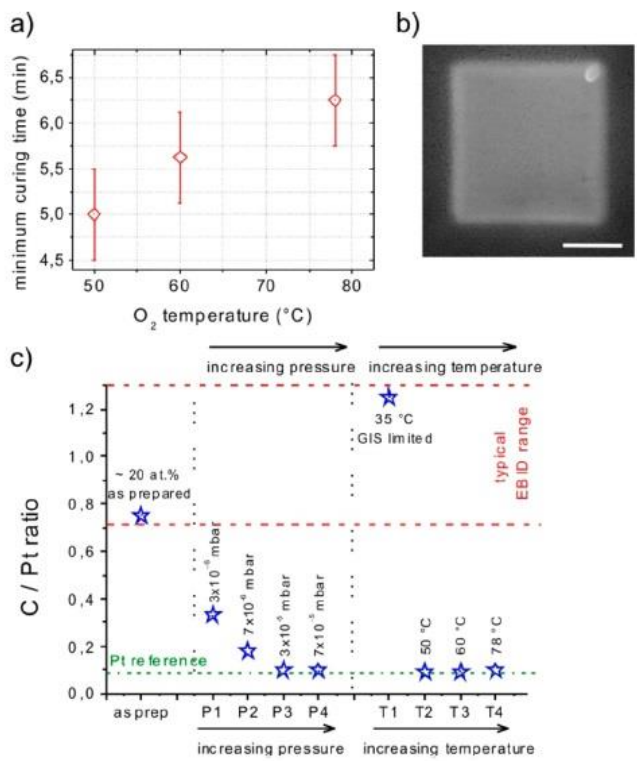 a)
minimum curing time (min)
6,5
6,0
5,5
5,0
4,5
50
60
70
80
O₂ temperature (°C)
b)
c)
increasing pressure
increasing temperature
C / Pt ratio
1,2
1,0
0,8
0,6
0,4
0,2
0,0
~ 20 at.%
as prepared
3x10⁻⁶ mbar
7x10⁻⁶ mbar
3x10⁻⁵ mbar
7x10⁻⁵ mbar
35 °C
GIS limited
typical
EBID range
50 °C
60 °C
78 °C
Pt reference
as prep
P1
P2
P3
P4
T1
T2
T3
T4
increasing pressure
increasing temperature